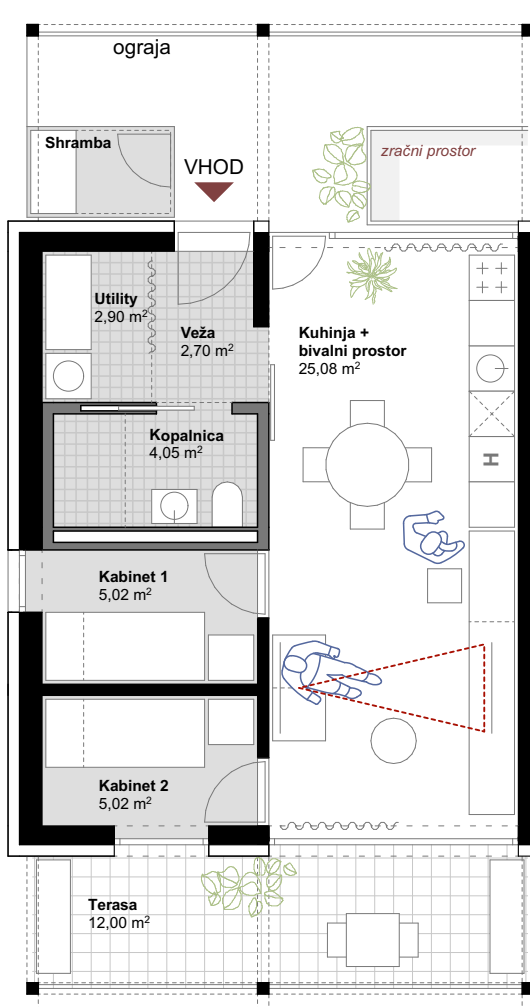 ograja
Shramba
VHOD
zračni prostor
Utility
2,90 m²
Veža
2,70 m²
Kuhinja +
bivalni prostor
25,08 m²
Kopalnica
4,05 m²
H
Kabinet 1
5,02 m²
Kabinet 2
5,02 m²
Terasa
12,00 m²